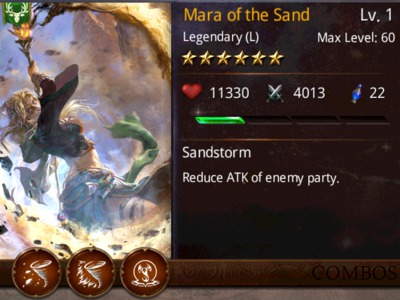 Mara of the Sand Lv. 1
Legendary (L) Max Level: 60
11330 4013 22
Sandstorm
Reduce ATK of enemy party.
COMBOS